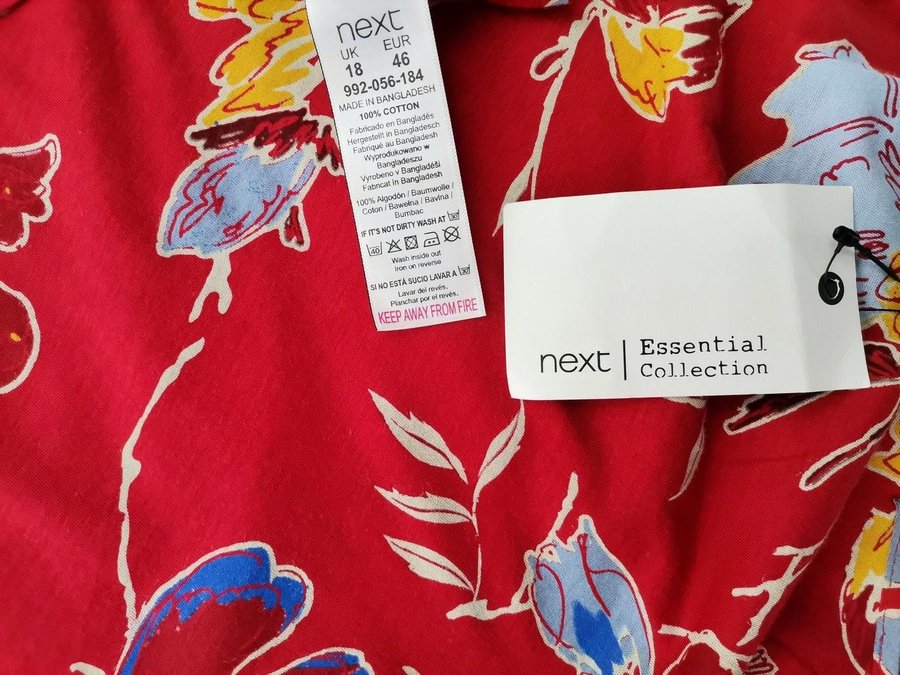 next
UK EUR
18 46
992-056-184
MADE IN BANGLADESH
100% COTTON
Fabricado en Bangladés
Hergestellt in Bangladesch
Fabriqué au Bangladesh
Wyprodukowano w
Bangladeszu
Vyrobeno v Bangladéši
Fabricat în Bangladesh
100% Algodón / Baumwolle /
Coton / Bawełna / Bavlna /
Bumbac
IF IT'S NOT DIRTY WASH AT 30°
40
Wash inside out
Iron on reverse
SI NO ESTÁ SUCIO LAVAR A 30°
Lavar del revés.
Planchar por el revés.
KEEP AWAY FROM FIRE
next | Essential
Collection